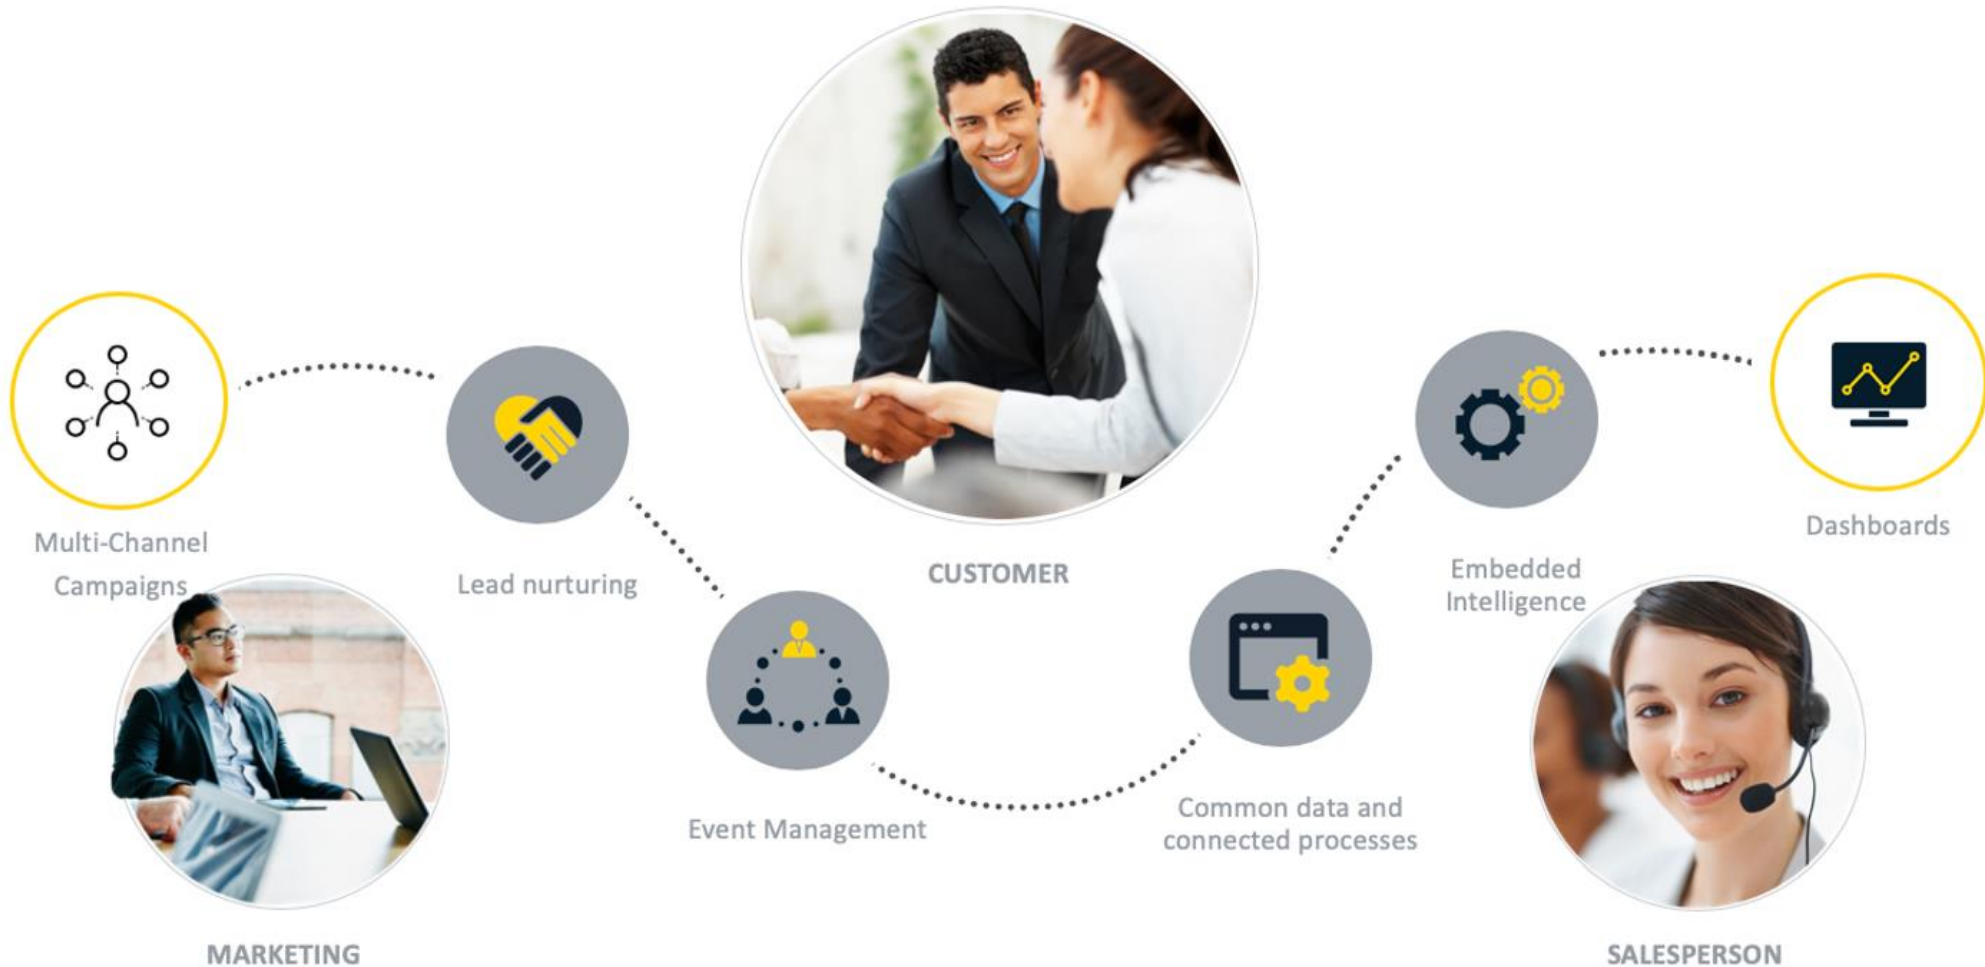 Multi-Channel
Campaigns
Lead nurturing
CUSTOMER
Event Management
Common data and
connected processes
Embedded
Intelligence
Dashboards
MARKETING
SALESPERSON